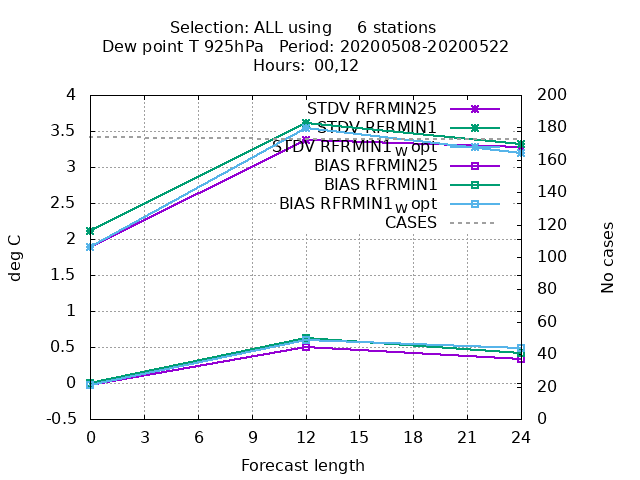 Selection: ALL using     6 stations
Dew point T 925hPa   Period: 20200508-20200522
Hours:  00,12
4
3.5
3
2.5
2
1.5
1
0.5
0
-0.5
200
180
160
140
120
100
80
60
40
20
0
STDV RFRMIN25
STDV RFRMIN1
STDV RFRMIN1w opt
BIAS RFRMIN25
BIAS RFRMIN1
BIAS RFRMIN1w opt
CASES
deg C
No cases
0 3 6 9 12 15 18 21 24
Forecast length